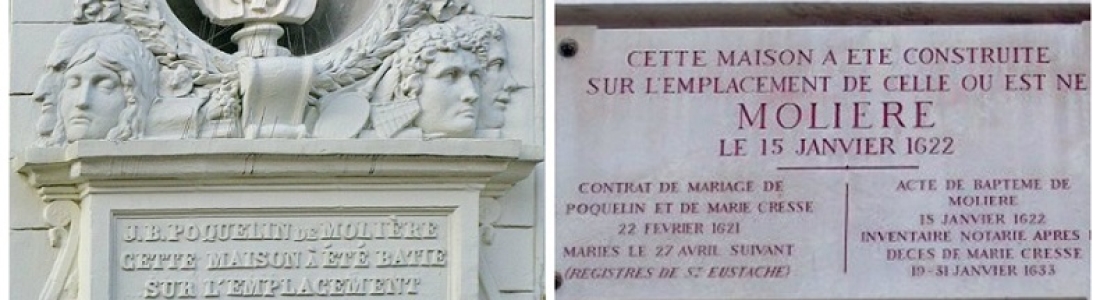 J.B. POQUELIN DE MOLIÈRE
CETTE MAISON À ÉTÉ BATIE
SUR L'EMPLACEMENT
CETTE MAISON A ETE CONSTRUITE
SUR L'EMPLACEMENT DE CELLE OU EST NE
MOLIERE
LE 15 JANVIER 1622
CONTRAT DE MARIAGE DE
POQUELIN ET DE MARIE CRESSE
22 FEVRIER 1621
MARIES LE 27 AVRIL SUIVANT
(REGISTRES DE ST EUSTACHE)
ACTE DE BAPTEME DE
MOLIERE
15 JANVIER 1622
INVENTAIRE NOTARIE APRES
DECES DE MARIE CRESSE
19-31 JANVIER 1633